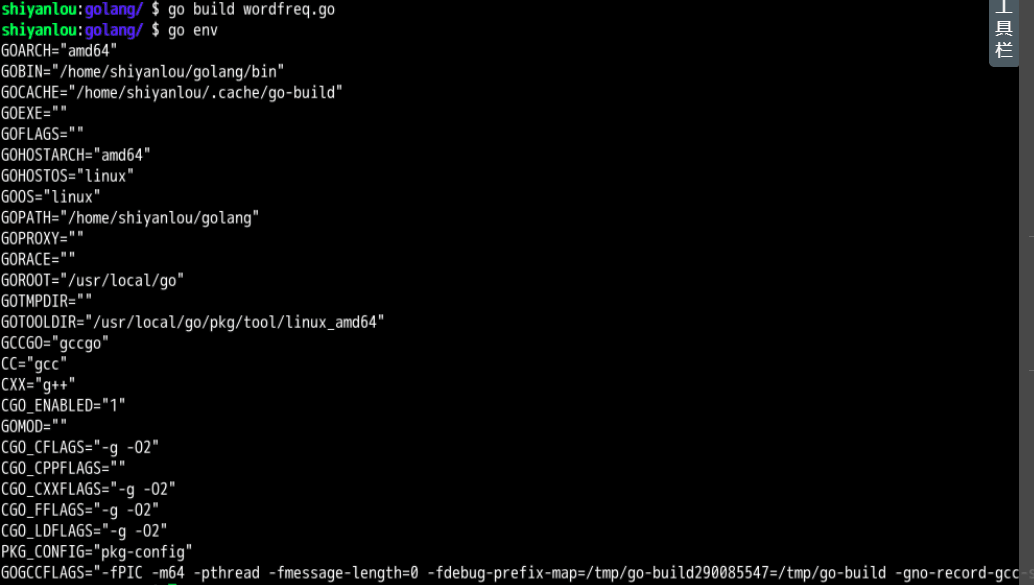 shiyanlou:golang/ $ go build wordfreq.go
shiyanlou:golang/ $ go env
GOARCH="amd64"
GOBIN="/home/shiyanlou/golang/bin"
GOCACHE="/home/shiyanlou/.cache/go-build"
GOEXE=""
GOFLAGS=""
GOHOSTARCH="amd64"
GOHOSTOS="linux"
GOOS="linux"
GOPATH="/home/shiyanlou/golang"
GOPROXY=""
GORACE=""
GOROOT="/usr/local/go"
GOTMPDIR=""
GOTOOLDIR="/usr/local/go/pkg/tool/linux_amd64"
GCCGO="gccgo"
CC="gcc"
CXX="g++"
CGO_ENABLED="1"
GOMOD=""
CGO_CFLAGS="-g -O2"
CGO_CPPFLAGS=""
CGO_CXXFLAGS="-g -O2"
CGO_FFLAGS="-g -O2"
CGO_LDFLAGS="-g -O2"
PKG_CONFIG="pkg-config"
GOGCCFLAGS="-fPIC -m64 -pthread -fmessage-length=0 -fdebug-prefix-map=/tmp/go-build290085547=/tmp/go-build -gno-record-gcc
工具栏